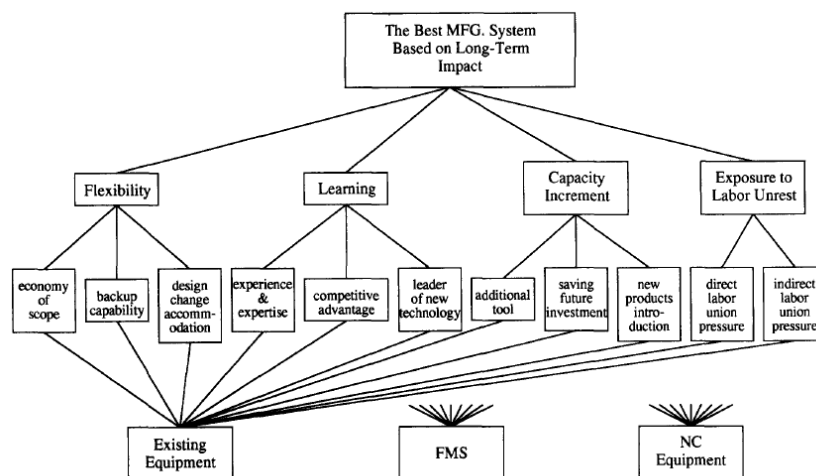 The Best MFG. System
Based on Long-Term
Impact
Flexibility
Learning
Capacity
Increment
Exposure to
Labor Unrest
economy
of
scope
backup
capability
design
change
accomm-
odation
experience
&
expertise
competitive
advantage
leader
of new
technology
additional
tool
saving
future
investment
new
products
intro-
duction
direct
labor
union
pressure
indirect
labor
union
pressure
Existing
Equipment
FMS
NC
Equipment